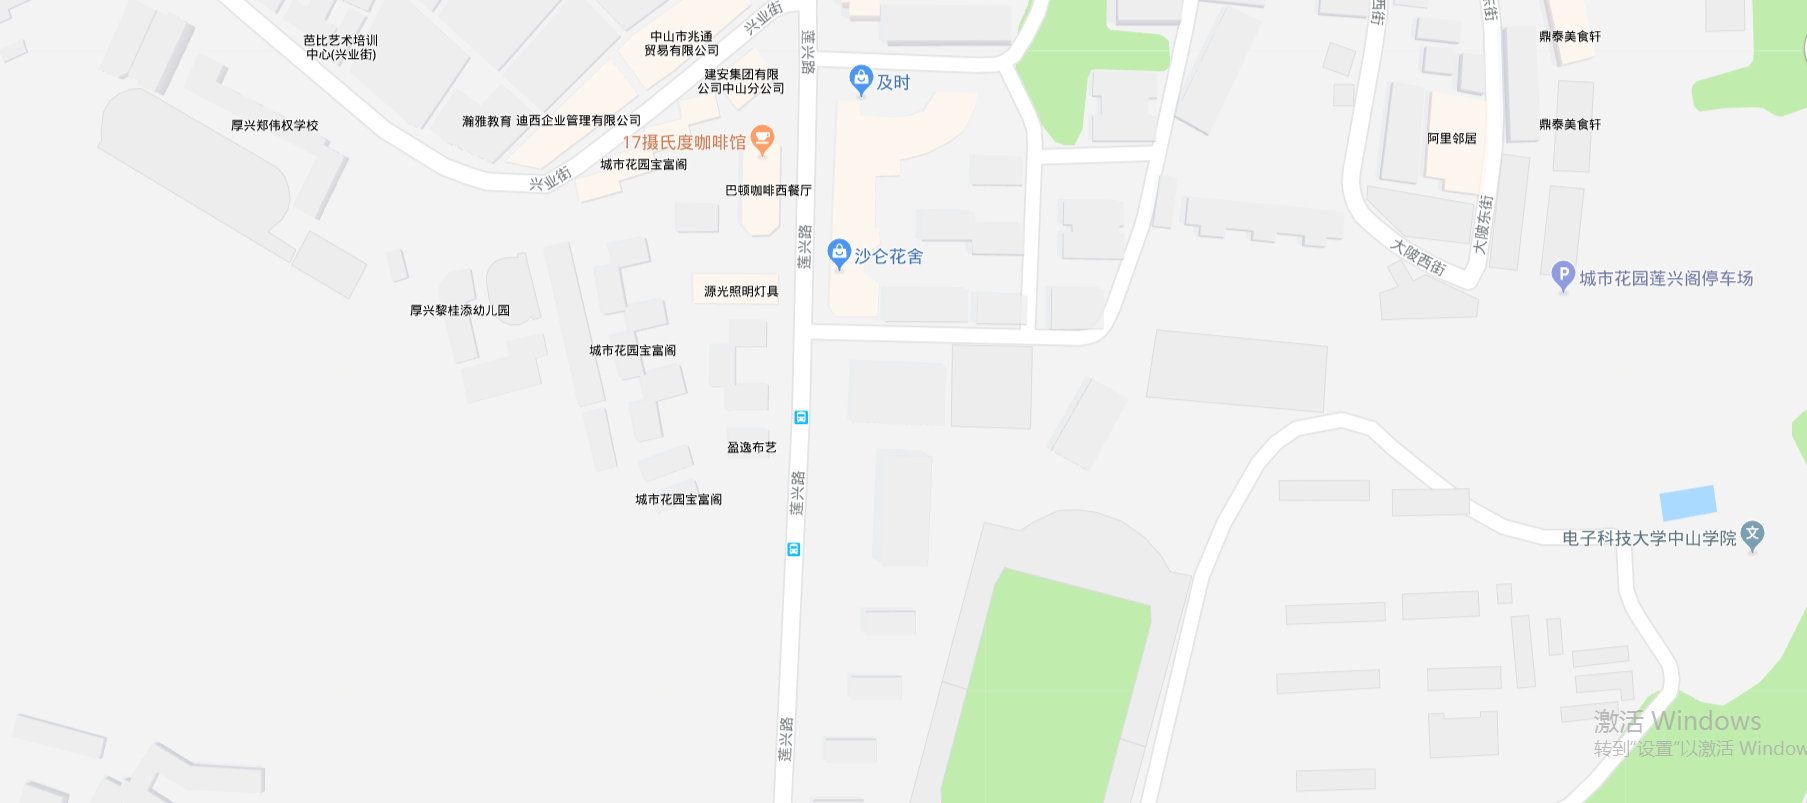 兴业街
西街
东街
芭比艺术培训
中心(兴业街)
中山市兆通
贸易有限公司
莲兴路
鼎泰美食轩
建安集团有限
公司中山分公司
及时
厚兴郑伟权学校
瀚雅教育
迪西企业管理有限公司
17摄氏度咖啡馆
鼎泰美食轩
阿里邻居
城市花园宝富阁
兴业街
巴顿咖啡西餐厅
莲兴路
大陂东街
沙仑花舍
大陂西街
城市花园莲兴阁停车场
P
源光照明灯具
厚兴黎桂添幼儿园
城市花园宝富阁
盈逸布艺
莲兴路
城市花园宝富阁
电子科技大学中山学院
文
莲兴路
激活 Windows
转到“设置”以激活 Window